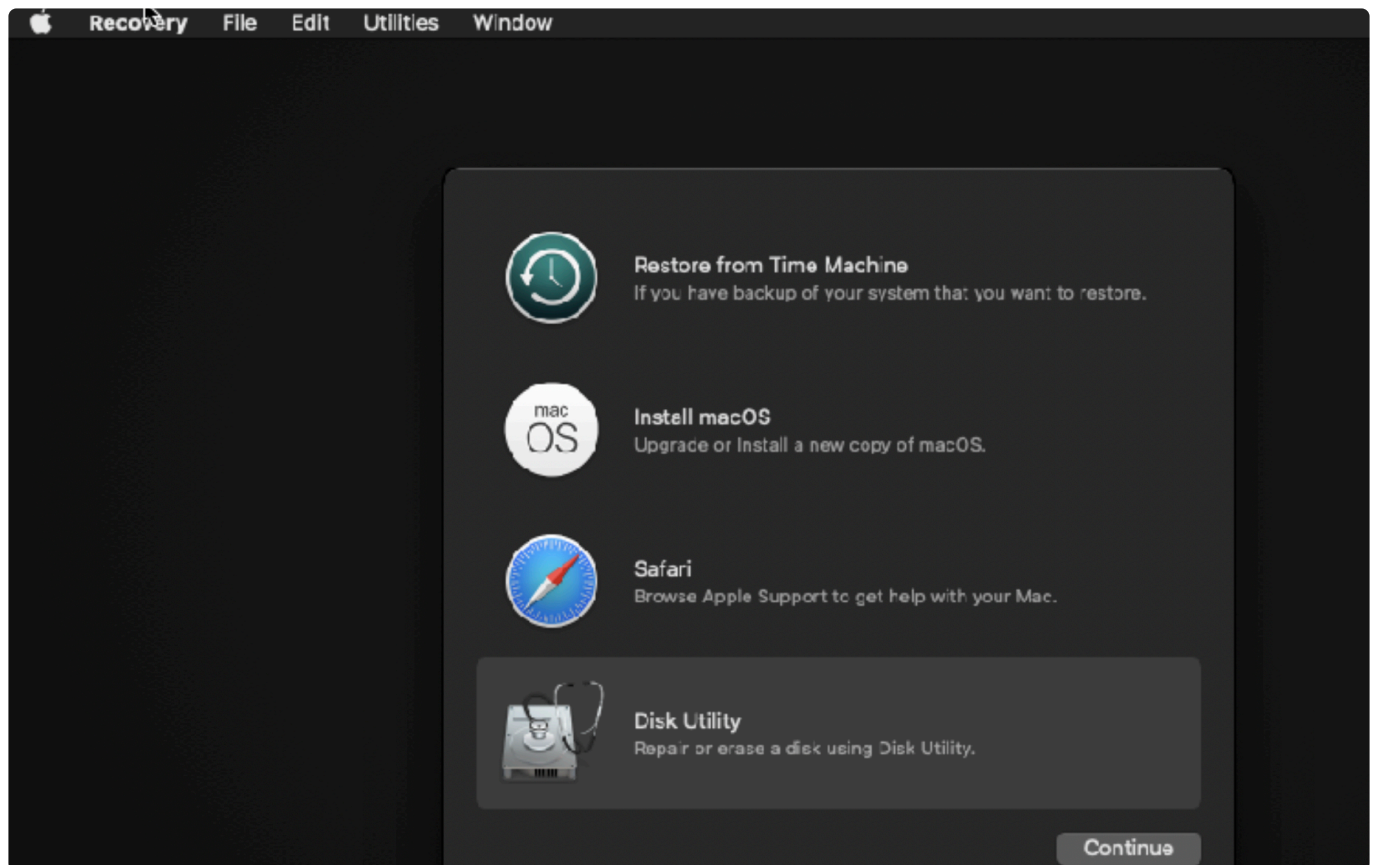 Recovery File Edit Utilities Window
Restore from Time Machine
If you have backup of your system that you want to restore.
mac
OS
Install macOS
Upgrade or Install a new copy of macOS.
Safari
Browse Apple Support to get help with your Mac.
Disk Utility
Repair or erase a disk using Disk Utility.
Continue